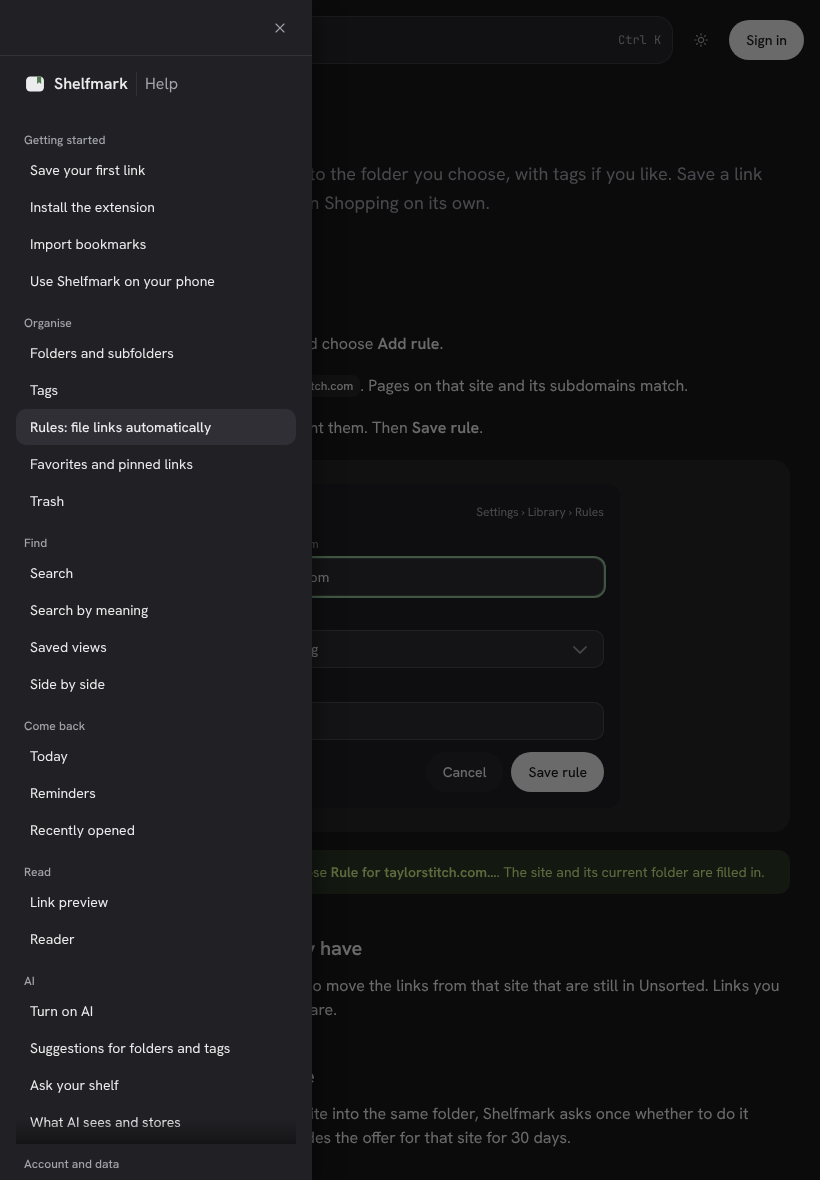 Ctrl K
Sign in
Shelfmark
Help
Getting started
Save your first link
Install the extension
Import bookmarks
Use Shelfmark on your phone
Organise
Folders and subfolders
Tags
Rules: file links automatically
Favorites and pinned links
Trash
Find
Search
Search by meaning
Saved views
Side by side
Come back
Today
Reminders
Recently opened
Read
Link preview
Reader
AI
Turn on AI
Suggestions for folders and tags
Ask your shelf
What AI sees and stores
Account and data
to the folder you choose, with tags if you like. Save a link
Shopping on its own.
choose Add rule.
tch.com. Pages on that site and its subdomains match.
them. Then Save rule.
Settings › Library › Rules
Cancel
Save rule
Rule for taylorstitch.com…. The site and its current folder are filled in.
have
move the links from that site that are still in Unsorted. Links you
are.
into the same folder, Shelfmark asks once whether to do it
the offer for that site for 30 days.